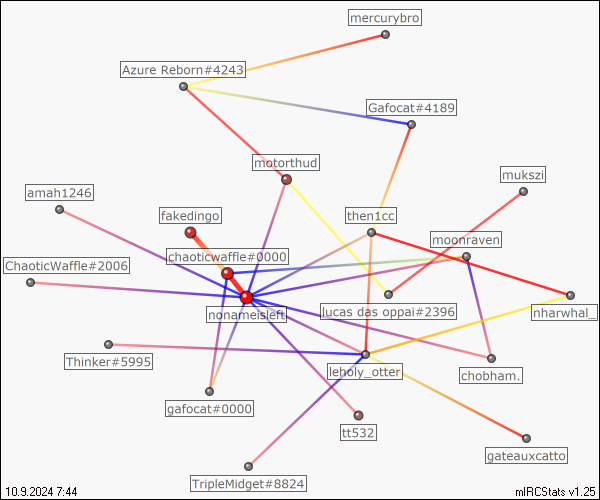 mercurybro
Azure Reborn#4243
Gafocat#4189
motorthud
mukszi
amah1246
fakedingo
then1cc
moonraven
chaoticwaffle#0000
ChaoticWaffle#2006
nonameisleft
lucas das oppai#2396
nharwhal_
Thinker#5995
leholy_otter
chobham.
gafocat#0000
tt532
gateauxcatto
TripleMidget#8824
10.9.2024 7:44
mIRCStats v1.25